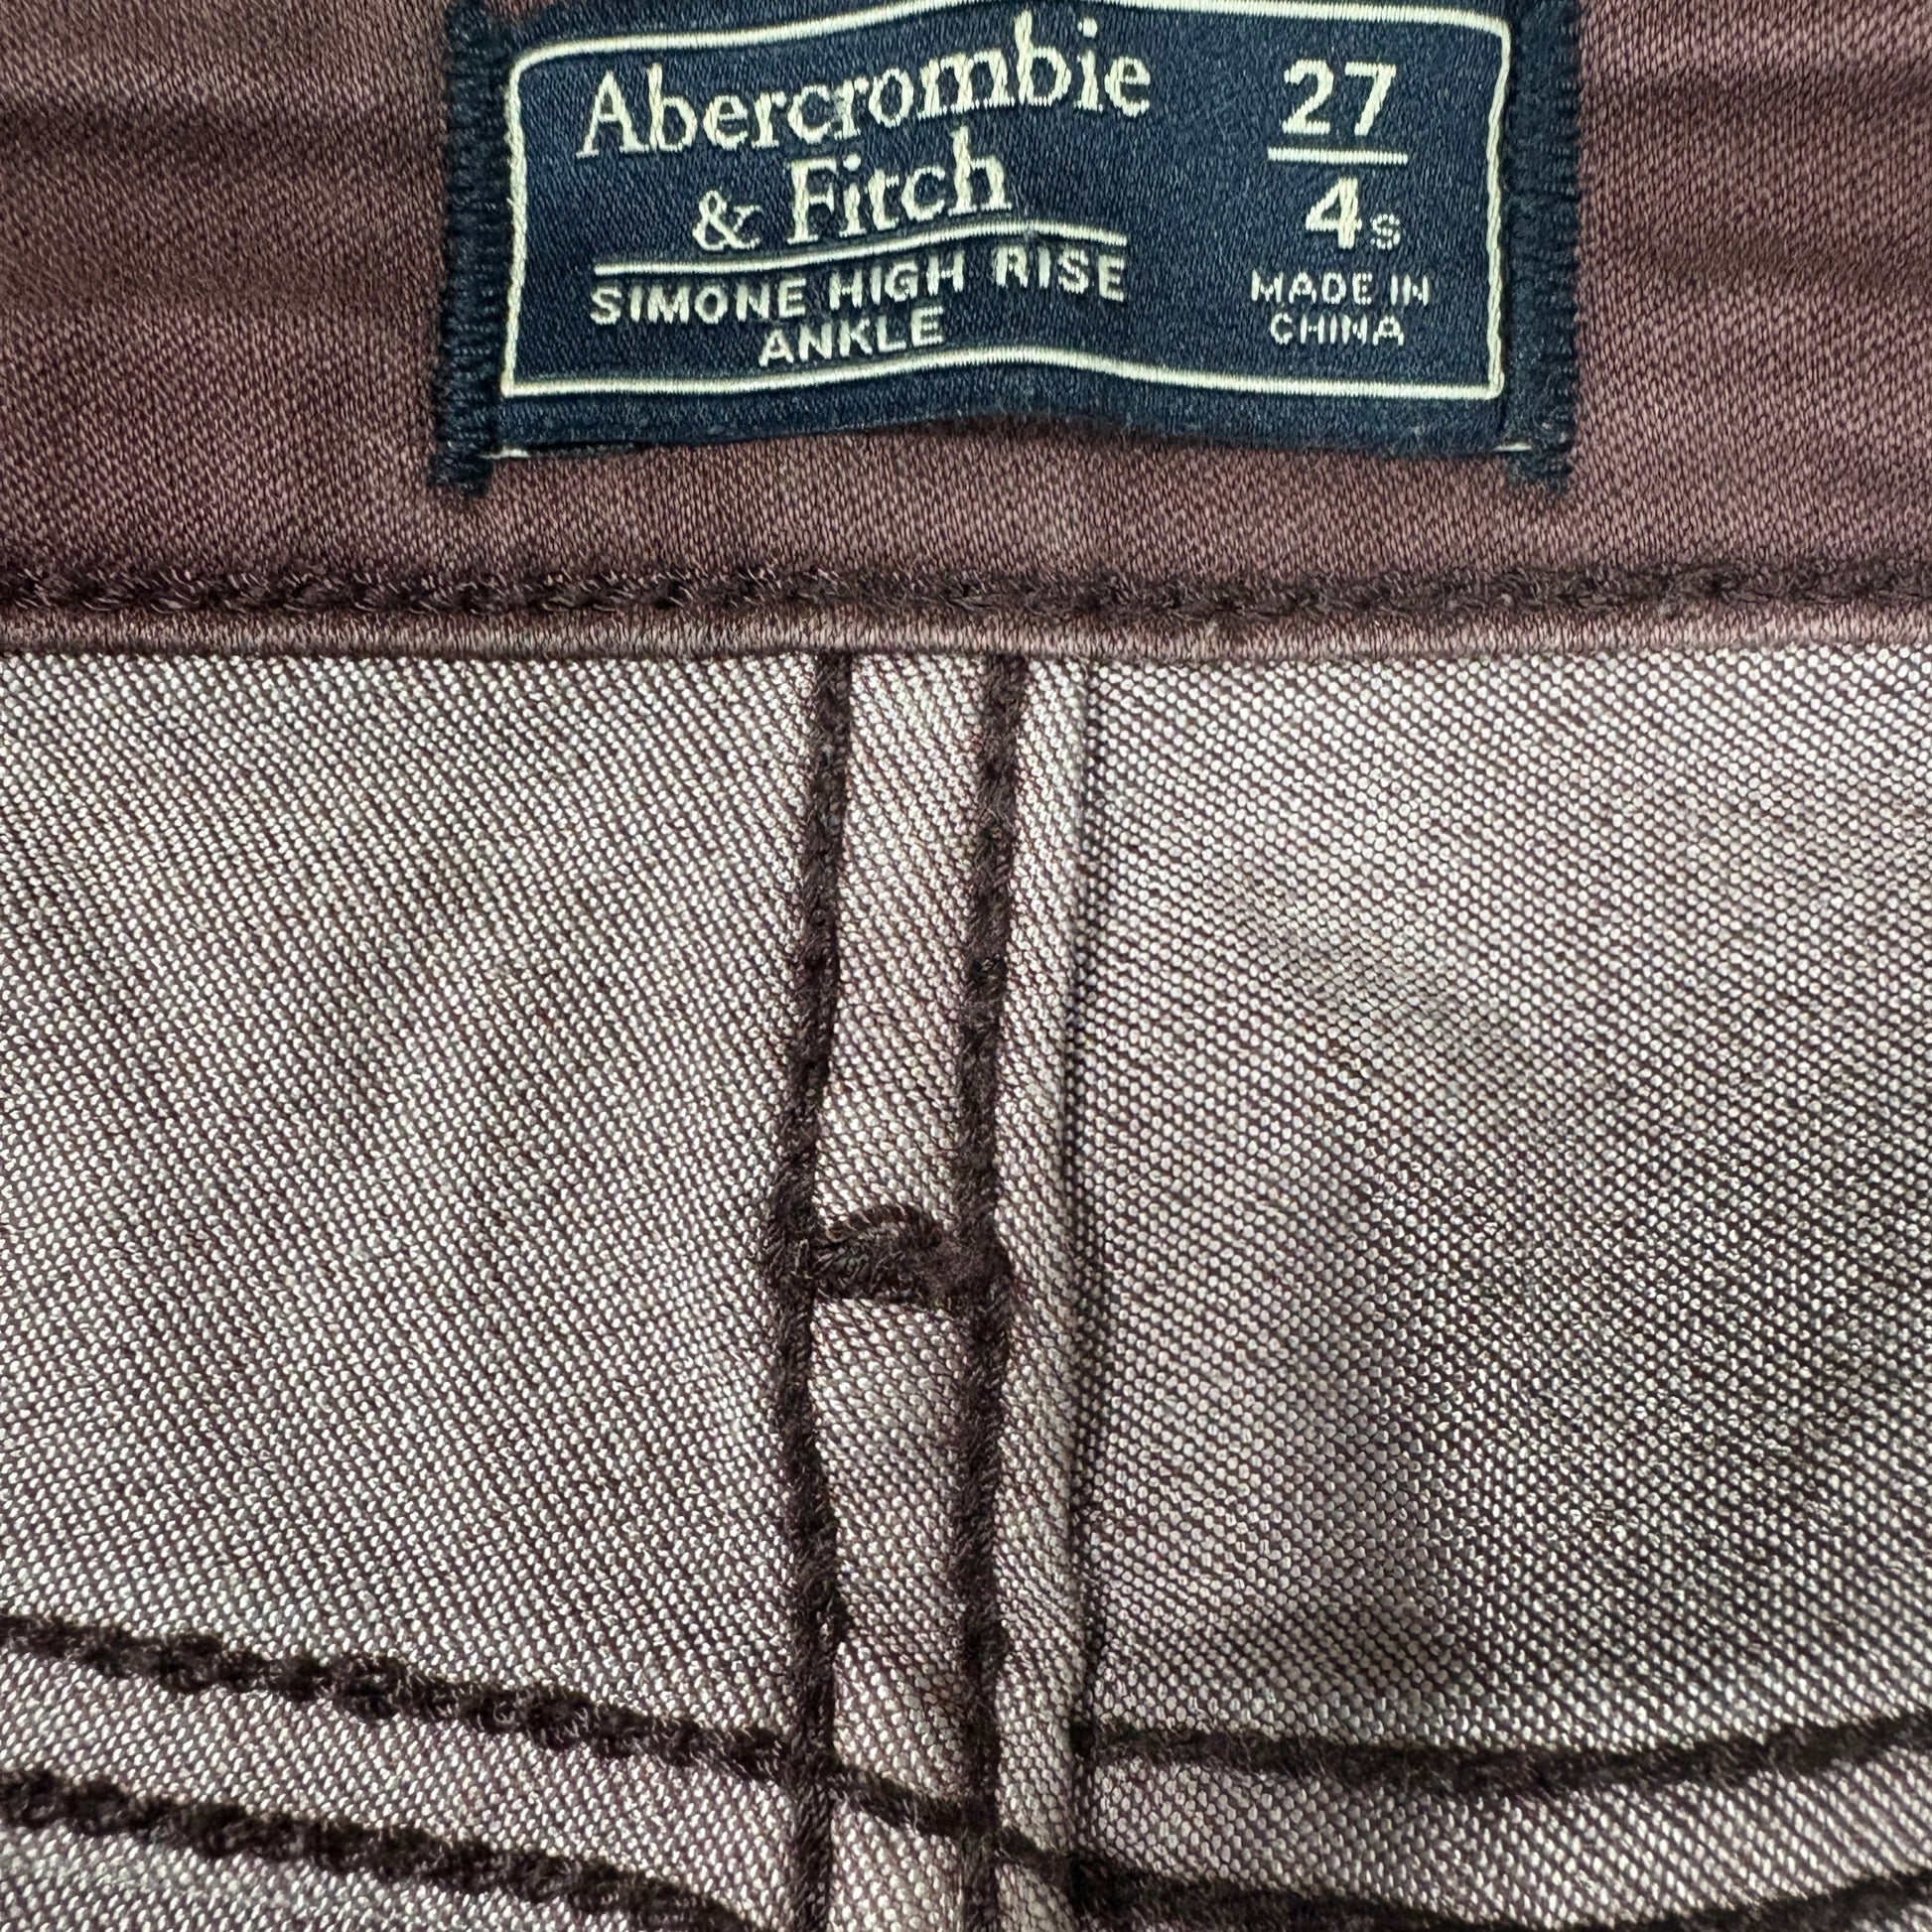 Abercrombie
& Fitch
SIMONE HIGH RISE
ANKLE
27
4s
MADE IN
CHINA